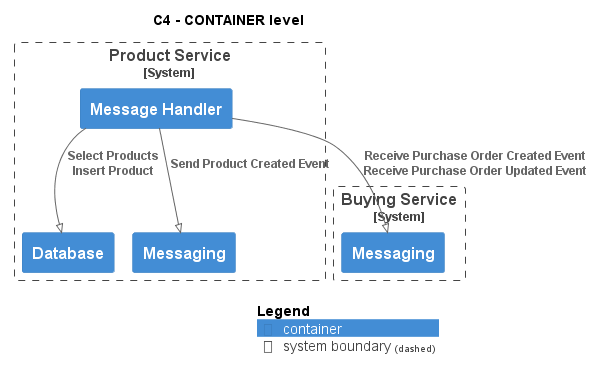 C4 - CONTAINER level
Product Service
[System]
Message Handler
Select Products
Insert Product
Send Product Created Event
Receive Purchase Order Created Event
Receive Purchase Order Updated Event
Buying Service
[System]
Database
Messaging
Messaging
Legend
container
system boundary (dashed)